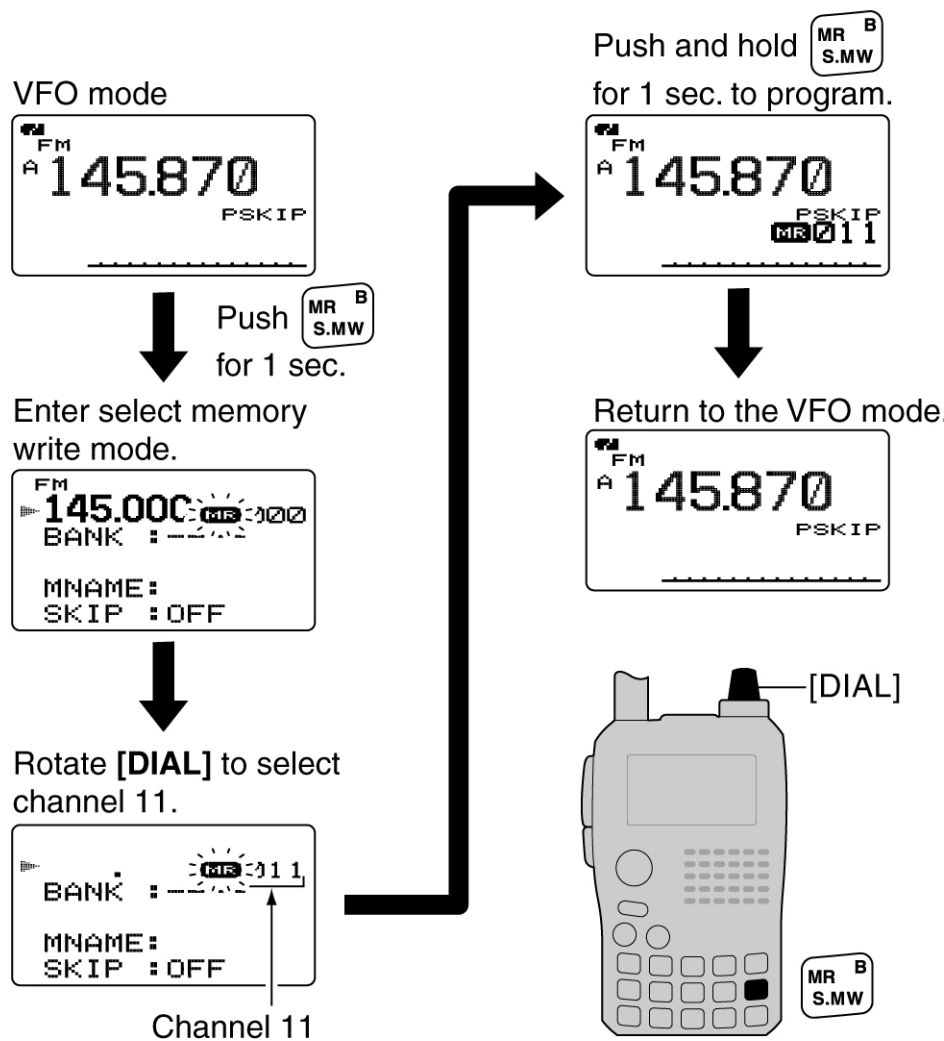 VFO mode
FM
A 145.870
PSKIP
Push MR B S.MW
for 1 sec.
Enter select memory
write mode.
FM
145.000 MR 000
BANK :----
MNAME:
SKIP :OFF
Rotate [DIAL] to select
channel 11.
. MR 011
BANK :----
MNAME:
SKIP :OFF
Channel 11
Push and hold MR B S.MW
for 1 sec. to program.
FM
A 145.870
PSKIP
MR 011
Return to the VFO mode.
FM
A 145.870
PSKIP
[DIAL]
MR B
S.MW